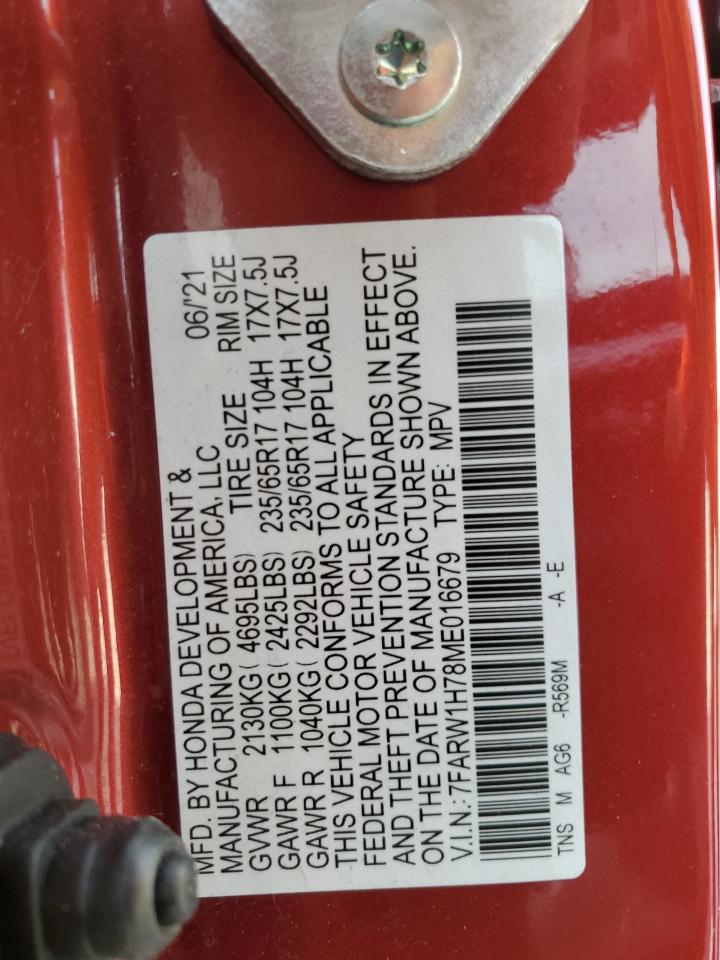 MFD. BY HONDA DEVELOPMENT &
MANUFACTURING OF AMERICA, LLC 06/'21
GVWR 2130KG( 4695LBS) TIRE SIZE RIM SIZE
GAWR F 1100KG( 2425LBS) 235/65R17 104H 17X7.5J
GAWR R 1040KG( 2292LBS) 235/65R17 104H 17X7.5J
THIS VEHICLE CONFORMS TO ALL APPLICABLE
FEDERAL MOTOR VEHICLE SAFETY
AND THEFT PREVENTION STANDARDS IN EFFECT
ON THE DATE OF MANUFACTURE SHOWN ABOVE.
V.I.N.:7FARW1H78ME016679 TYPE: MPV
TNS M AG6 -R569M -A -E